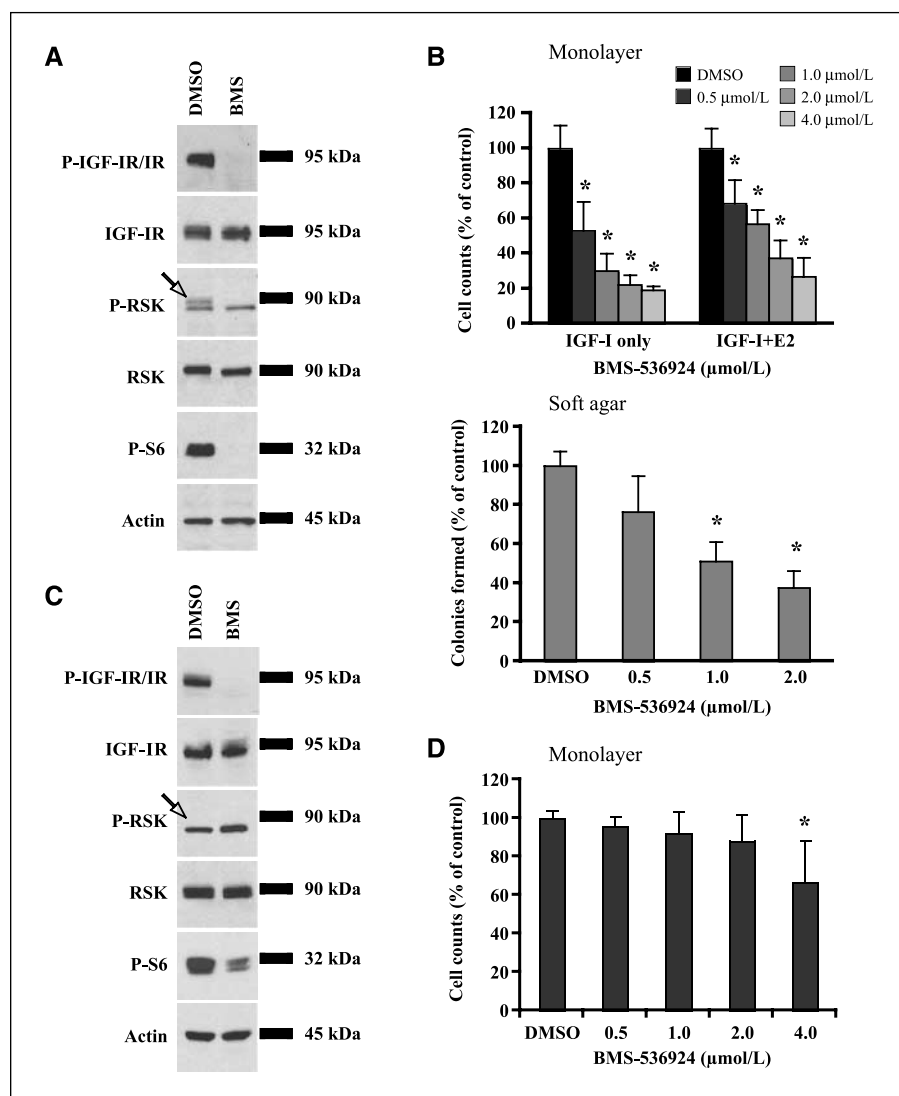 A
DMSO
BMS
P-IGF-IR/IR
95 kDa
IGF-IR
95 kDa
P-RSK
90 kDa
RSK
90 kDa
P-S6
32 kDa
Actin
45 kDa
B
Monolayer
DMSO
0.5 µmol/L
1.0 µmol/L
2.0 µmol/L
4.0 µmol/L
Cell counts (% of control)
120
100
80
60
40
20
0
* * * * * * * *
IGF-I only IGF-I+E2
BMS-536924 (µmol/L)
Soft agar
Colonies formed (% of control)
120
100
80
60
40
20
0
* *
DMSO 0.5 1.0 2.0
BMS-536924 (µmol/L)
C
DMSO
BMS
P-IGF-IR/IR
95 kDa
IGF-IR
95 kDa
P-RSK
90 kDa
RSK
90 kDa
P-S6
32 kDa
Actin
45 kDa
D
Monolayer
Cell counts (% of control)
120
100
80
60
40
20
0
*
DMSO 0.5 1.0 2.0 4.0
BMS-536924 (µmol/L)